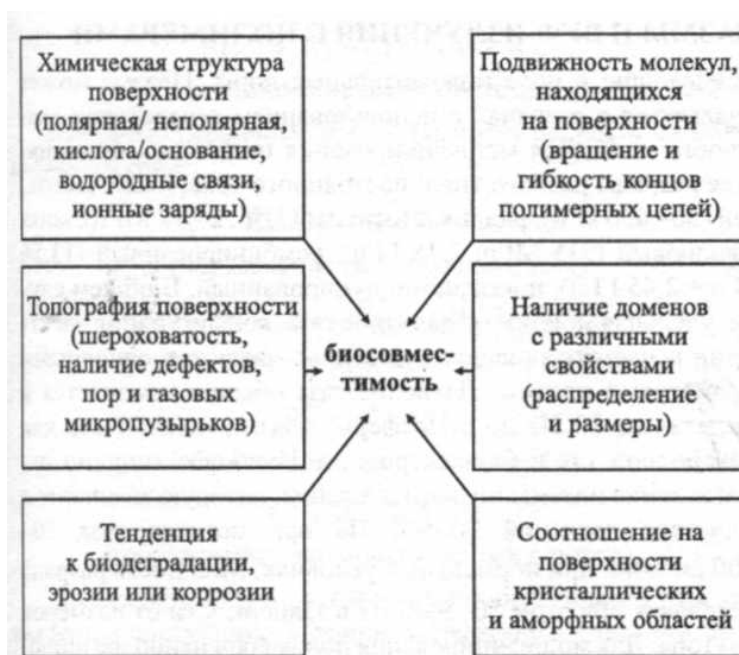 Химическая структура
поверхности
(полярная/неполярная,
кислота/основание,
водородные связи,
ионные заряды)
Подвижность молекул,
находящихся
на поверхности
(вращение и
гибкость концов
полимерных цепей)
Топография поверхности
(шероховатость,
наличие дефектов,
пор и газовых
микропузырьков)
биосовмес-
тимость
Наличие доменов
с различными
свойствами
(распределение
и размеры)
Тенденция
к биодеградации,
эрозии или коррозии
Соотношение на
поверхности
кристаллических
и аморфных областей